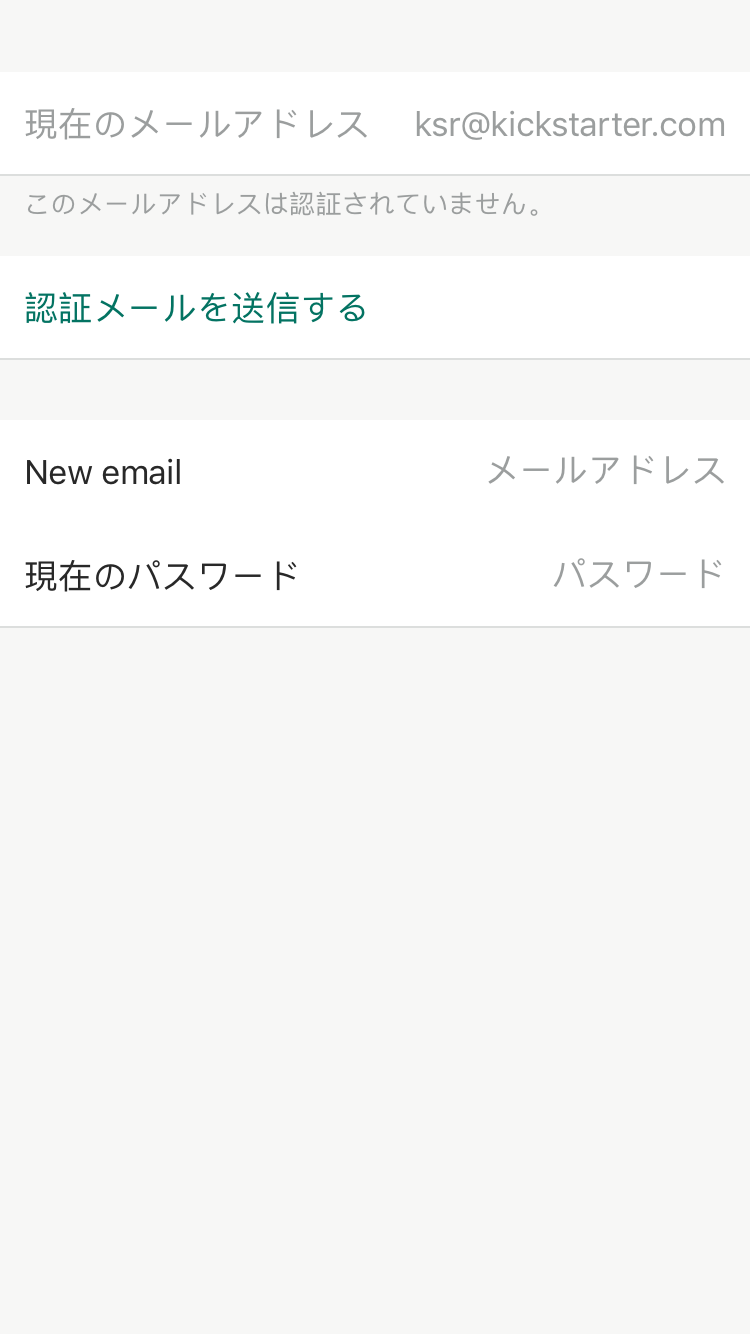 現在のメールアドレス ksr@kickstarter.com
このメールアドレスは認証されていません。
認証メールを送信する
New email メールアドレス
現在のパスワード パスワード